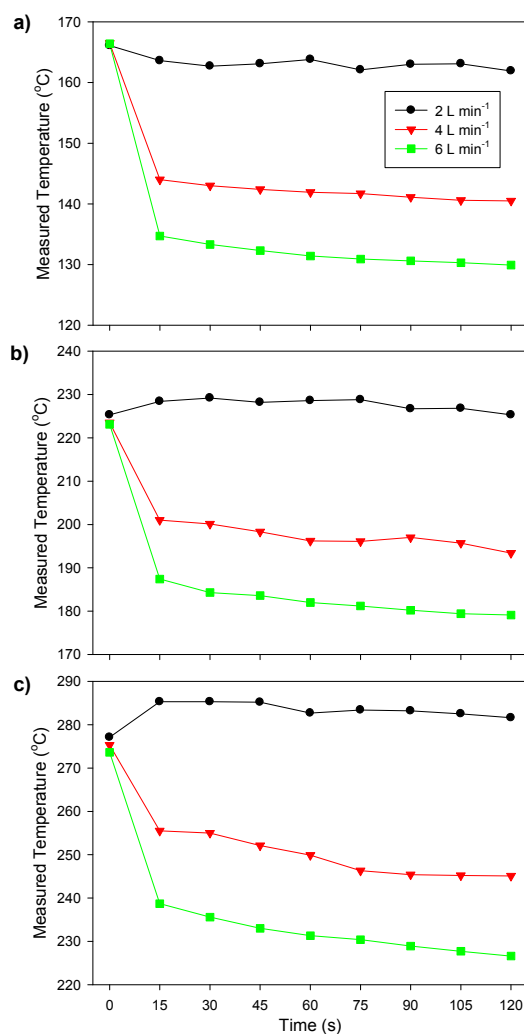 a)
170
160
150
140
130
120
Measured Temperature (°C)
2 L min⁻¹
4 L min⁻¹
6 L min⁻¹
b)
240
230
220
210
200
190
180
170
Measured Temperature (°C)
c)
290
280
270
260
250
240
230
220
Measured Temperature (°C)
0 15 30 45 60 75 90 105 120
Time (s)